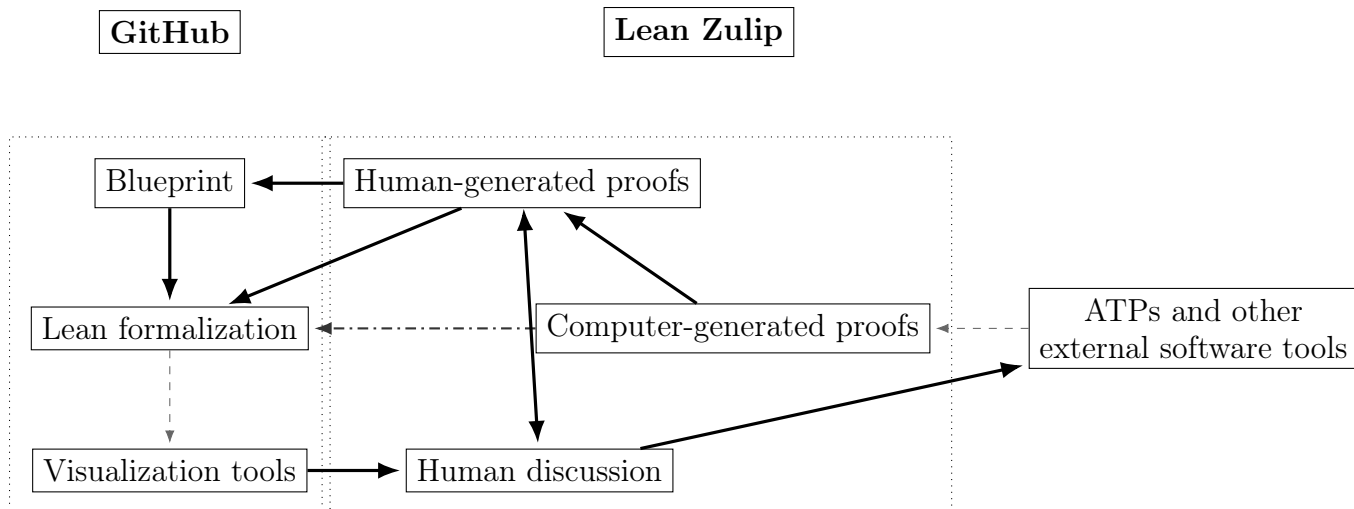 GitHub
Lean Zulip
Blueprint
Human-generated proofs
Lean formalization
Computer-generated proofs
ATPs and other
external software tools
Visualization tools
Human discussion